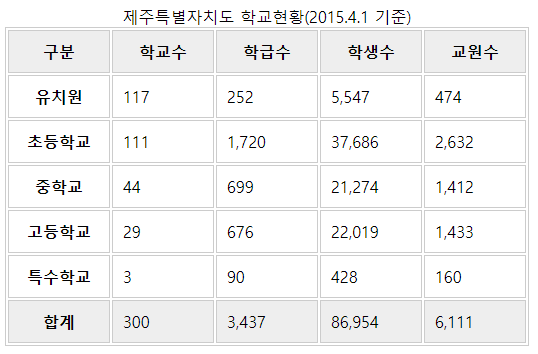 제주특별자치도 학교현황(2015.4.1 기준)
구분 학교수 학급수 학생수 교원수
유치원 117 252 5,547 474
초등학교 111 1,720 37,686 2,632
중학교 44 699 21,274 1,412
고등학교 29 676 22,019 1,433
특수학교 3 90 428 160
합계 300 3,437 86,954 6,111